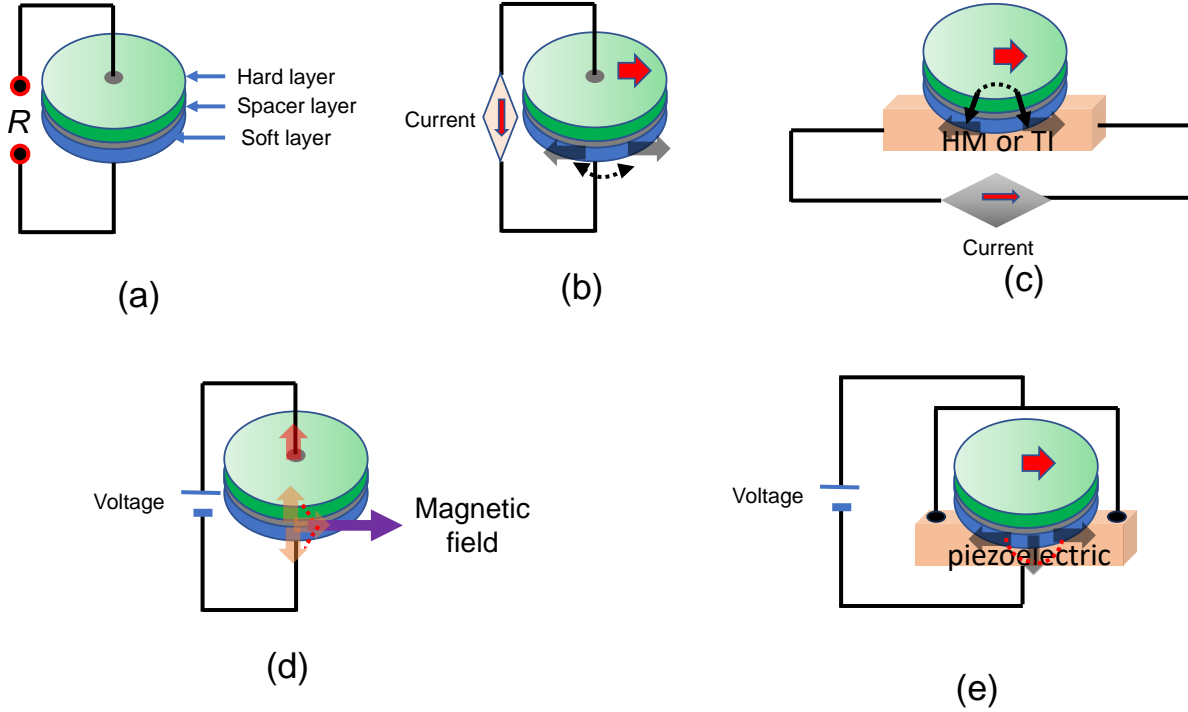 Hard layer
Spacer layer
Soft layer
R
(a)
Current
(b)
HM or TI
Current
(c)
Voltage
Magnetic
field
(d)
Voltage
piezoelectric
(e)